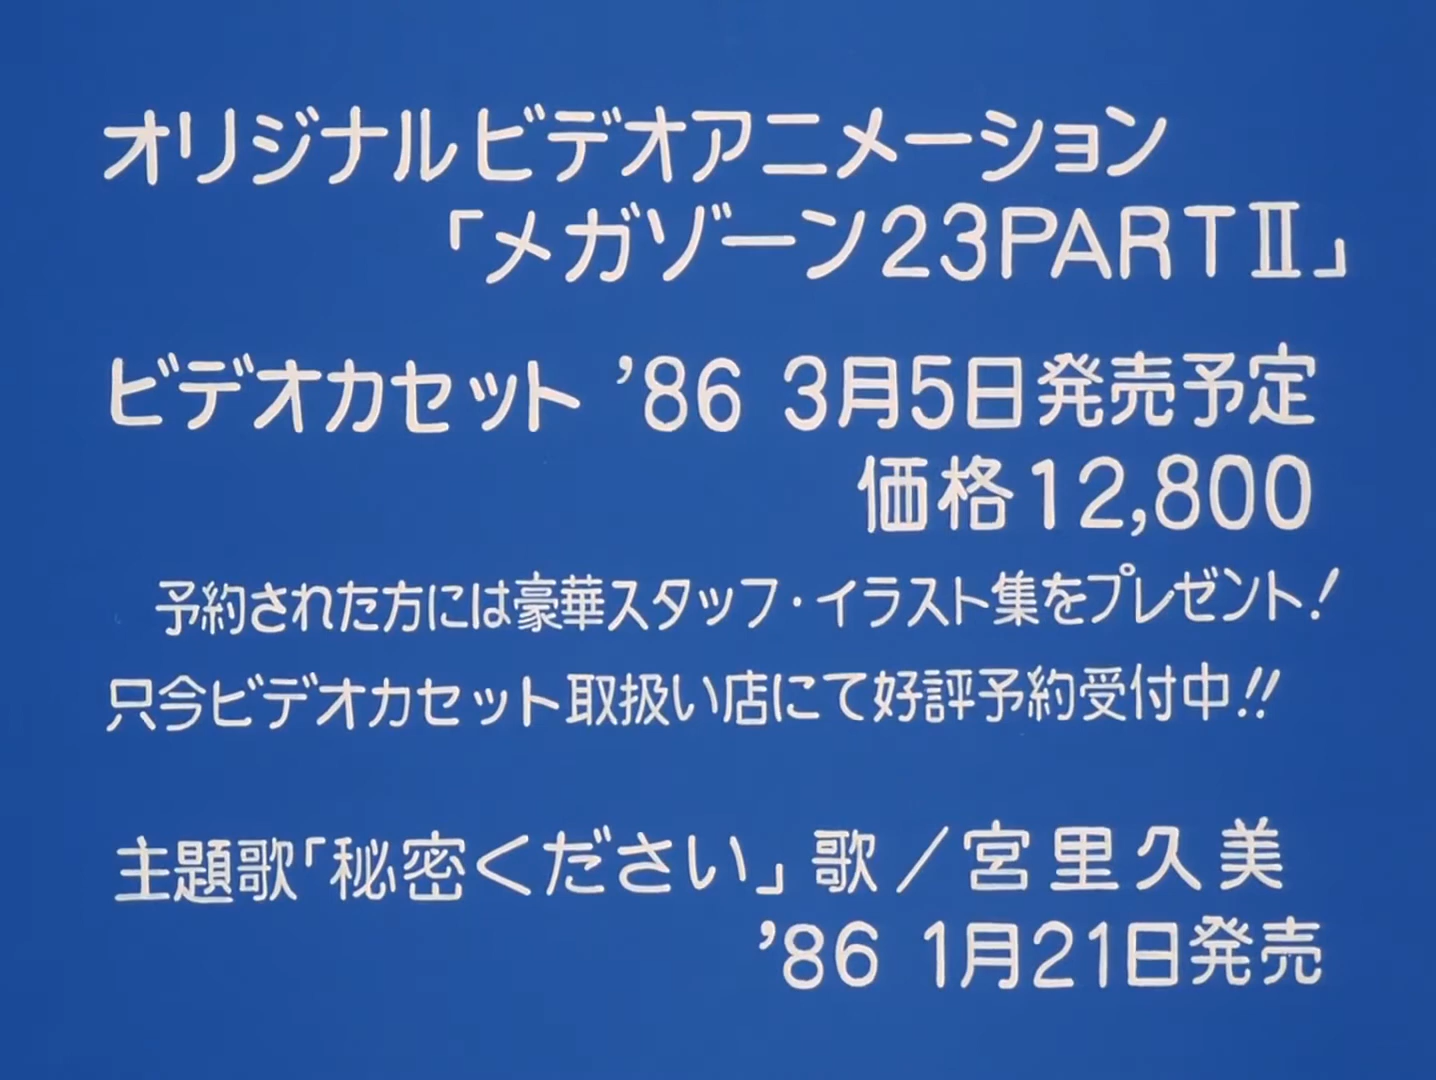 オリジナルビデオアニメーション
「メガゾーン23PARTⅡ」
ビデオカセット ’86 3月5日発売予定
価格12,800
予約された方には豪華スタッフ・イラスト集をプレゼント!
只今ビデオカセット取扱い店にて好評予約受付中!!
主題歌「秘密ください」歌／宮里久美
’86 1月21日発売